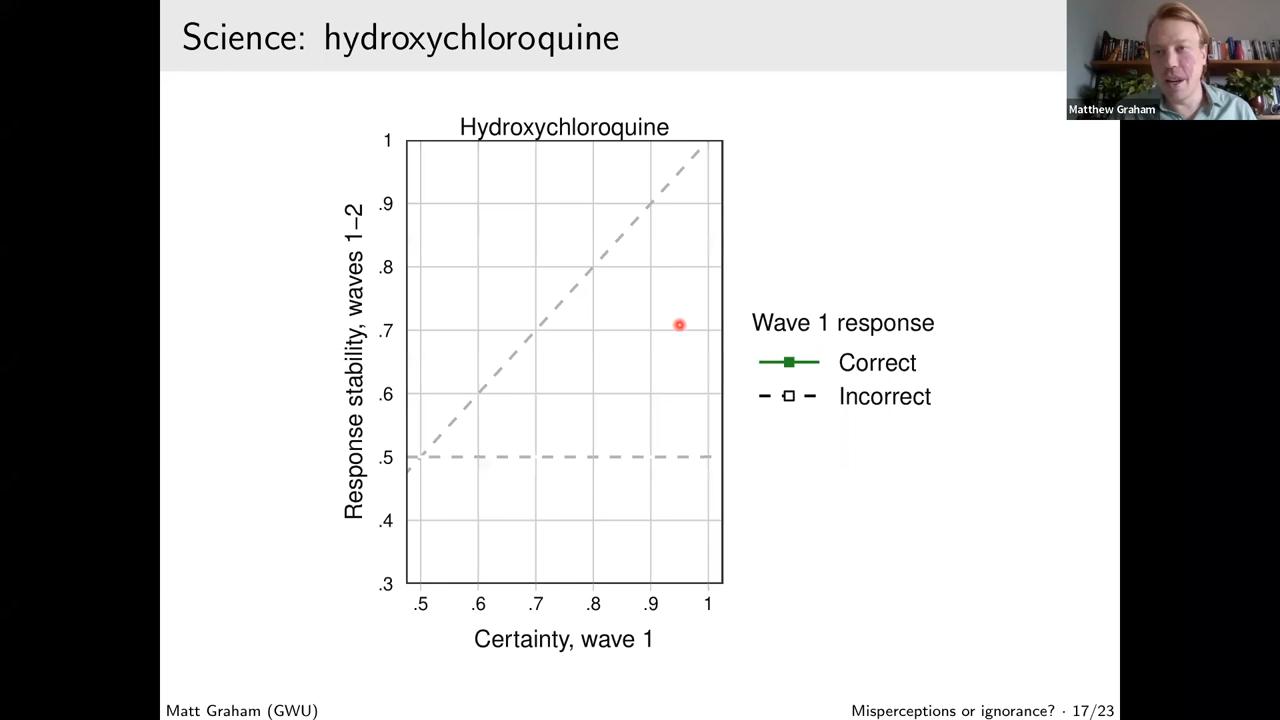 Science: hydroxychloroquine
Matthew Graham
Hydroxychloroquine
1
.9
.8
.7
.6
.5
.4
.3
Response stability, waves 1–2
.5 .6 .7 .8 .9 1
Certainty, wave 1
Wave 1 response
Correct
Incorrect
Matt Graham (GWU)
Misperceptions or ignorance? · 17/23